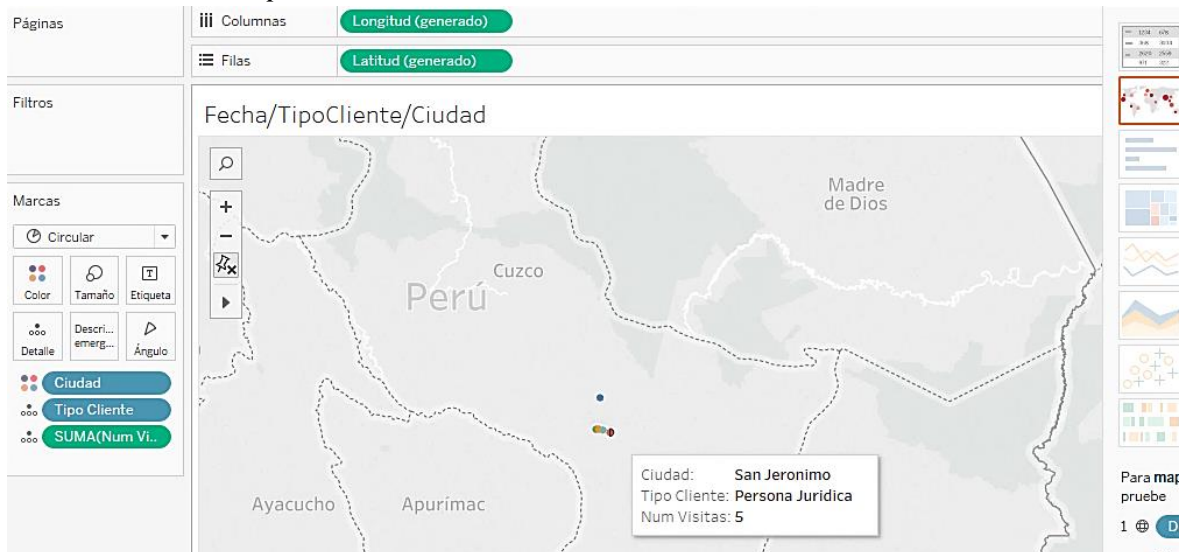 Páginas
Columnas
Longitud (generado)
Filas
Latitud (generado)
Filtros
Fecha/TipoCliente/Ciudad
Marcas
Circular
Color
Tamaño
Etiqueta
Detalle
Descri...
emerg...
Ángulo
Ciudad
Tipo Cliente
SUMA(Num Vi..
Madre
de Dios
Cuzco
Perú
Ayacucho
Apurímac
Ciudad: San Jeronimo
Tipo Cliente: Persona Juridica
Num Visitas: 5
Para map
pruebe
1
D